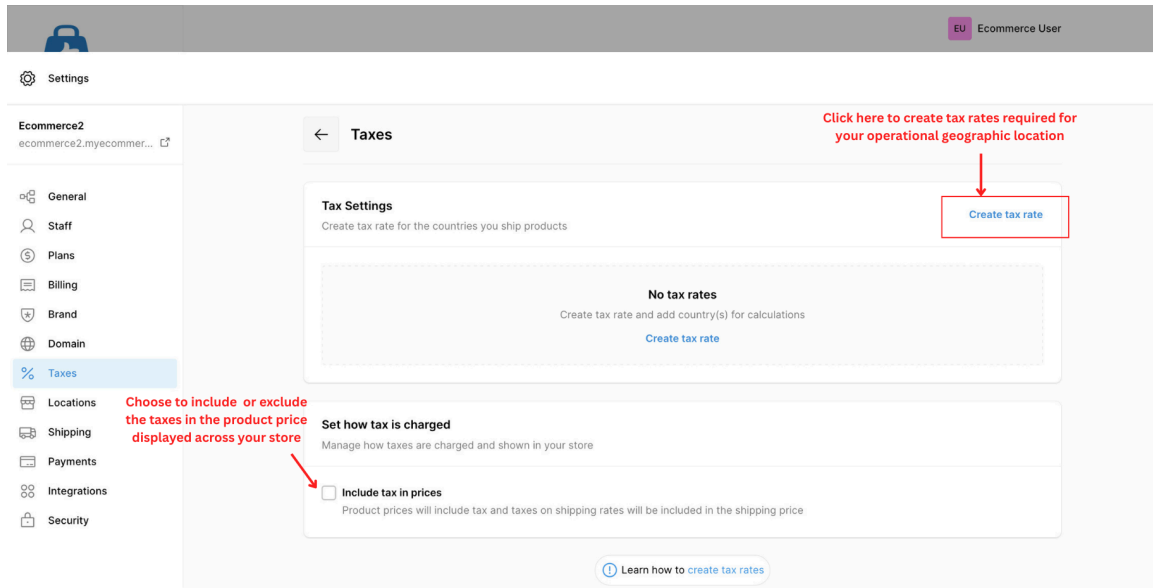 EU Ecommerce User
Settings
Ecommerce2
ecommerce2.myecommer...
General
Staff
Plans
Billing
Brand
Domain
Taxes
Locations
Shipping
Payments
Integrations
Security
Taxes
Click here to create tax rates required for
your operational geographic location
Tax Settings
Create tax rate for the countries you ship products
Create tax rate
No tax rates
Create tax rate and add country(s) for calculations
Create tax rate
Choose to include or exclude
the taxes in the product price
displayed across your store
Set how tax is charged
Manage how taxes are charged and shown in your store
Include tax in prices
Product prices will include tax and taxes on shipping rates will be included in the shipping price
Learn how to create tax rates